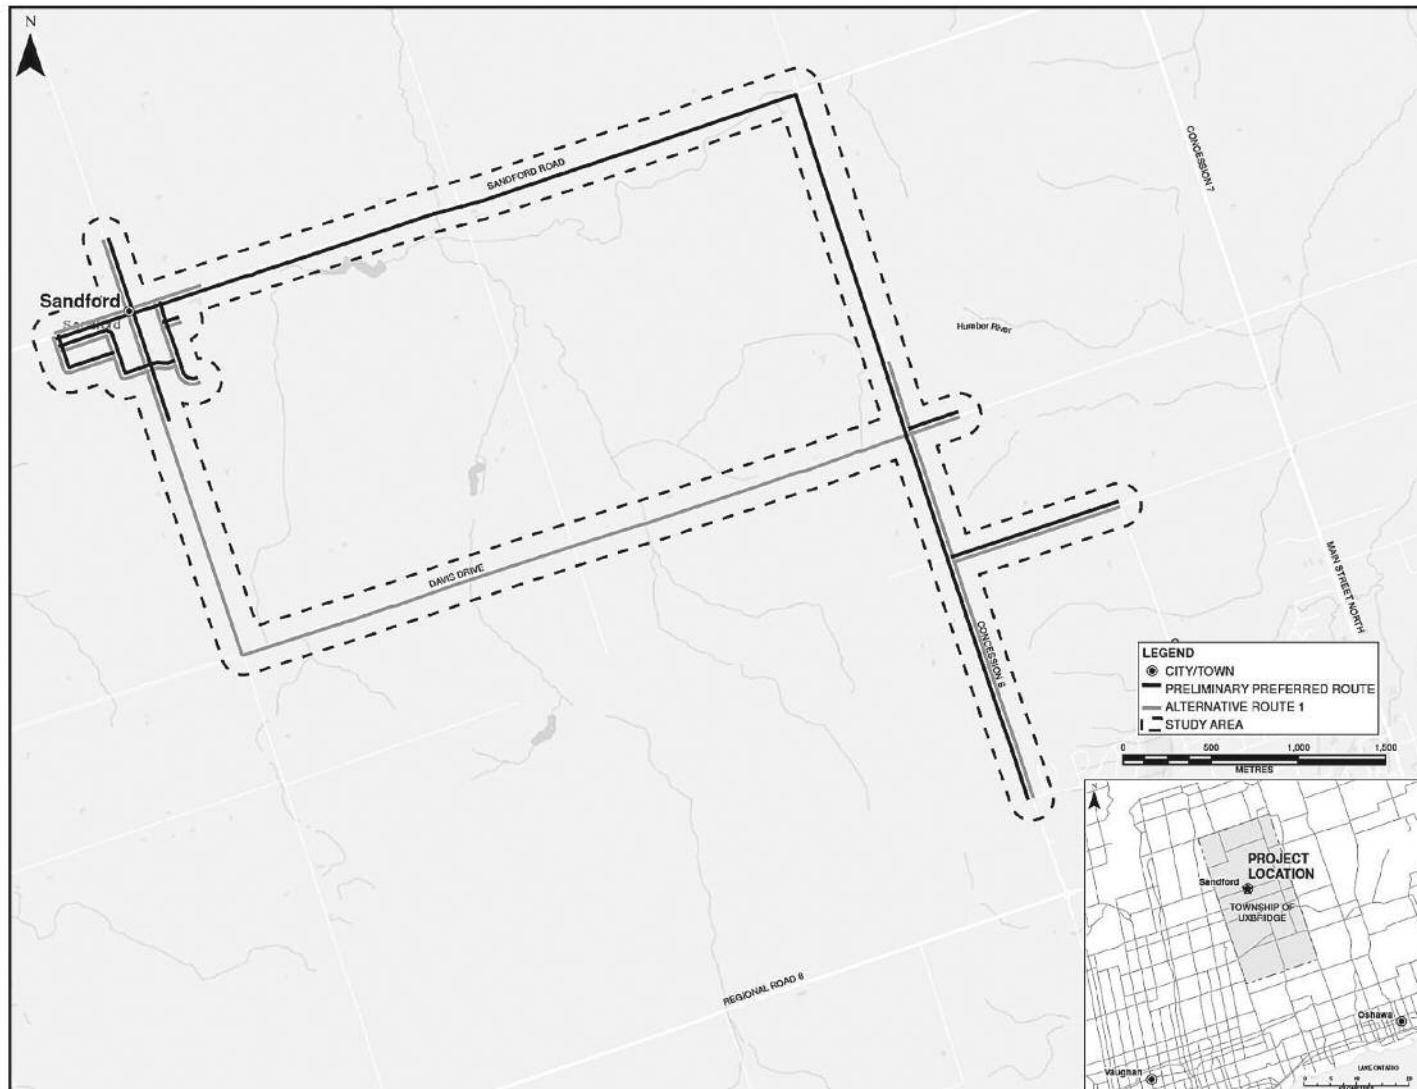 N
SANDFORD ROAD
CONCESSION 7
Sandford
Sandford
Humber River
DAVIS DRIVE
CONCESSION 6
MAIN STREET NORTH
LEGEND
CITY/TOWN
PRELIMINARY PREFERRED ROUTE
ALTERNATIVE ROUTE 1
STUDY AREA
0 500 1,000 1,500
METRES
REGIONAL ROAD 8
N
PROJECT
LOCATION
Sandford
TOWNSHIP OF
UXBRIDGE
Oshawa
Vaughan
LAKE ONTARIO